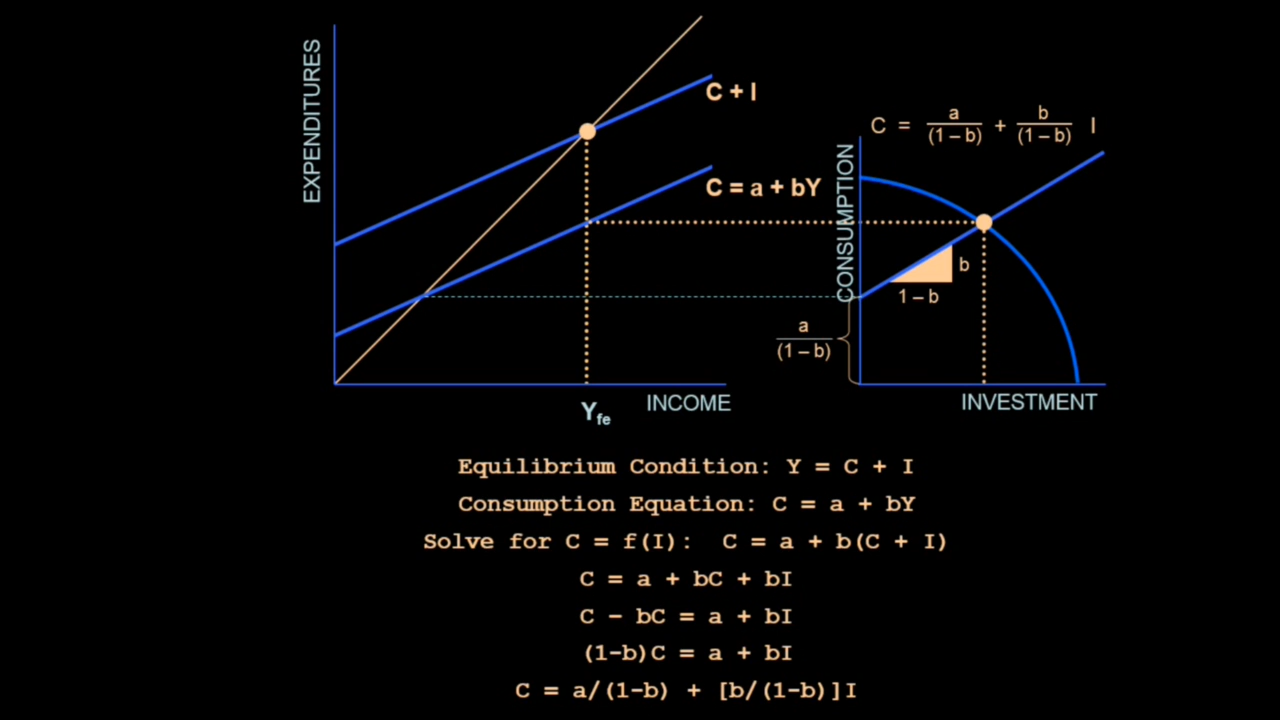 EXPENDITURES
C + I
C = a + bY
Y fe
INCOME
C = a/(1 – b) + b/(1 – b) I
CONSUMPTION
b
1 – b
a/(1 – b)
INVESTMENT
Equilibrium Condition: Y = C + I
Consumption Equation: C = a + bY
Solve for C = f(I): C = a + b(C + I)
C = a + bC + bI
C – bC = a + bI
(1-b)C = a + bI
C = a/(1-b) + [b/(1-b)]I